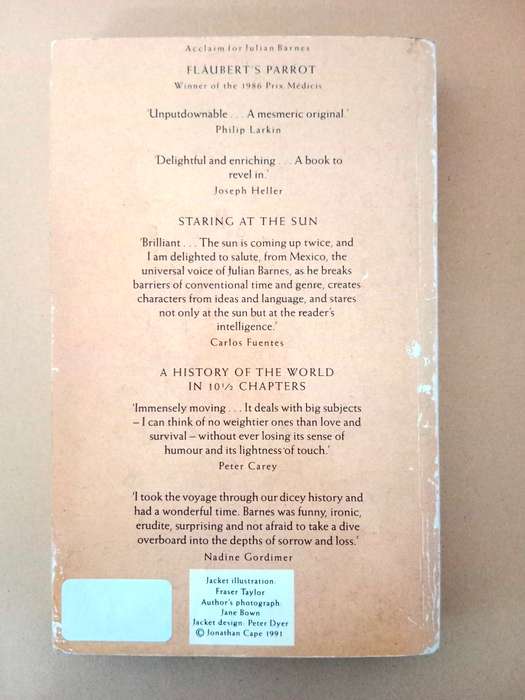 Acclaim for Julian Barnes
FLAUBERT'S PARROT
Winner of the 1986 Prix Médicis
'Unputdownable . . . A mesmeric original.'
Philip Larkin
'Delightful and enriching . . . A book to
revel in.'
Joseph Heller
STARING AT THE SUN
'Brilliant . . . The sun is coming up twice, and
I am delighted to salute, from Mexico, the
universal voice of Julian Barnes, as he breaks
barriers of conventional time and genre, creates
characters from ideas and language, and stares
not only at the sun but at the reader's
intelligence.'
Carlos Fuentes
A HISTORY OF THE WORLD
IN 10½ CHAPTERS
'Immensely moving . . . It deals with big subjects
– I can think of no weightier ones than love and
survival – without ever losing its sense of
humour and its lightness of touch.'
Peter Carey
'I took the voyage through our dicey history and
had a wonderful time. Barnes was funny, ironic,
erudite, surprising and not afraid to take a dive
overboard into the depths of sorrow and loss.'
Nadine Gordimer
Jacket illustration:
Fraser Taylor
Author's photograph:
Jane Bown
Jacket design: Peter Dyer
© Jonathan Cape 1991